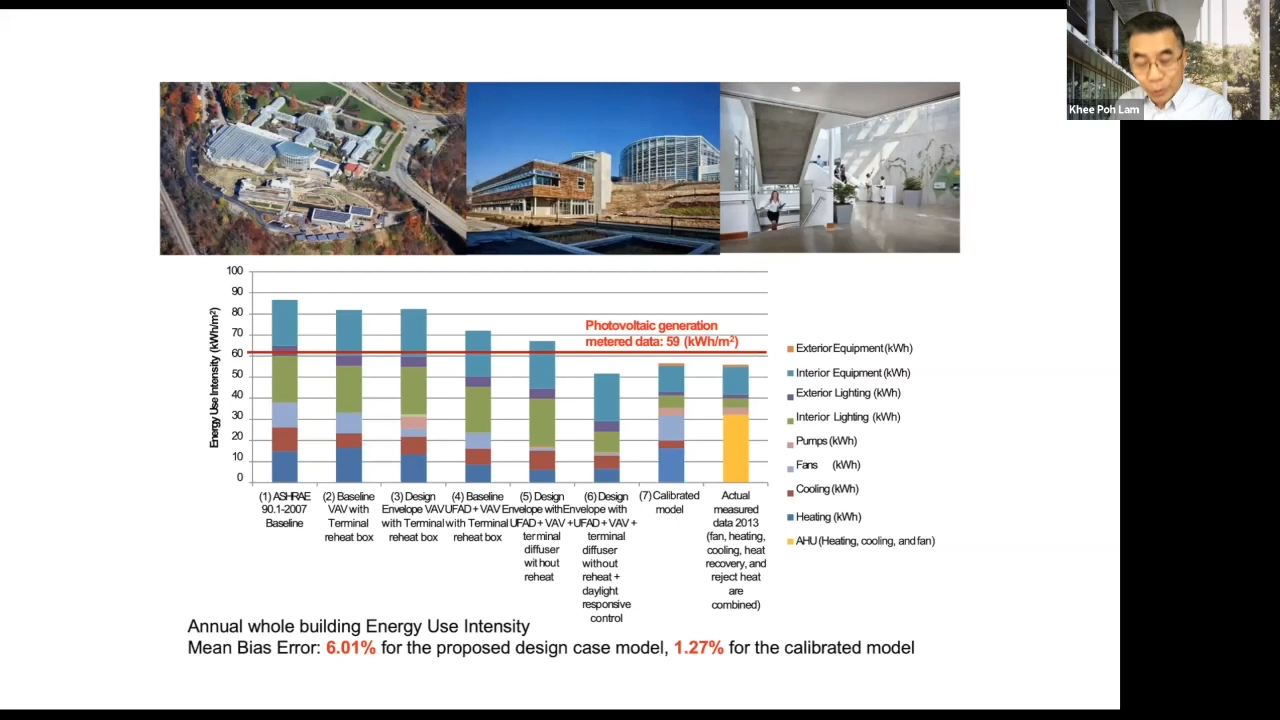 Khee Poh Lam
100
90
80
70
60
50
40
30
20
10
0
Energy Use Intensity (kWh/m²)
Photovoltaic generation
metered data: 59 (kWh/m²)
Exterior Equipment (kWh)
Interior Equipment (kWh)
Exterior Lighting (kWh)
Interior Lighting (kWh)
Pumps (kWh)
Fans (kWh)
Cooling (kWh)
Heating (kWh)
AHU (Heating, cooling, and fan)
(1) ASHRAE
90.1-2007
Baseline
(2) Baseline
VAV with
Terminal
reheat box
(3) Design
Envelope VAV
with Terminal
reheat box
(4) Baseline
UFAD + VAV
with Terminal
reheat box
(5) Design
Envelope with
UFAD + VAV +
terminal
diffuser
without
reheat
(6) Design
Envelope with
UFAD + VAV +
terminal
diffuser
without
reheat +
daylight
responsive
control
(7) Calibrated
model
Actual
measured
data 2013
(fan, heating,
cooling, heat
recovery, and
reject heat
are
combined)
Annual whole building Energy Use Intensity
Mean Bias Error: 6.01% for the proposed design case model, 1.27% for the calibrated model